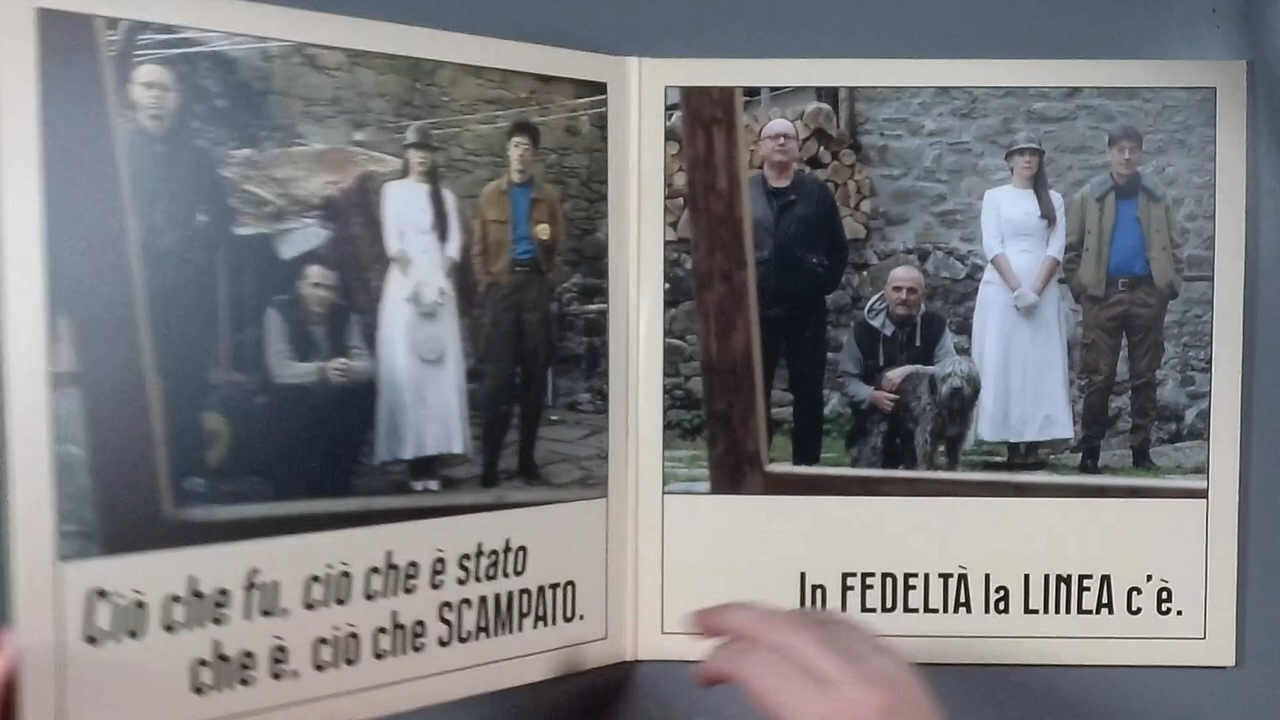 Ciò che fu, ciò che è stato
che è, ciò che SCAMPATO.
In FEDELTÀ la LINEA c'è.